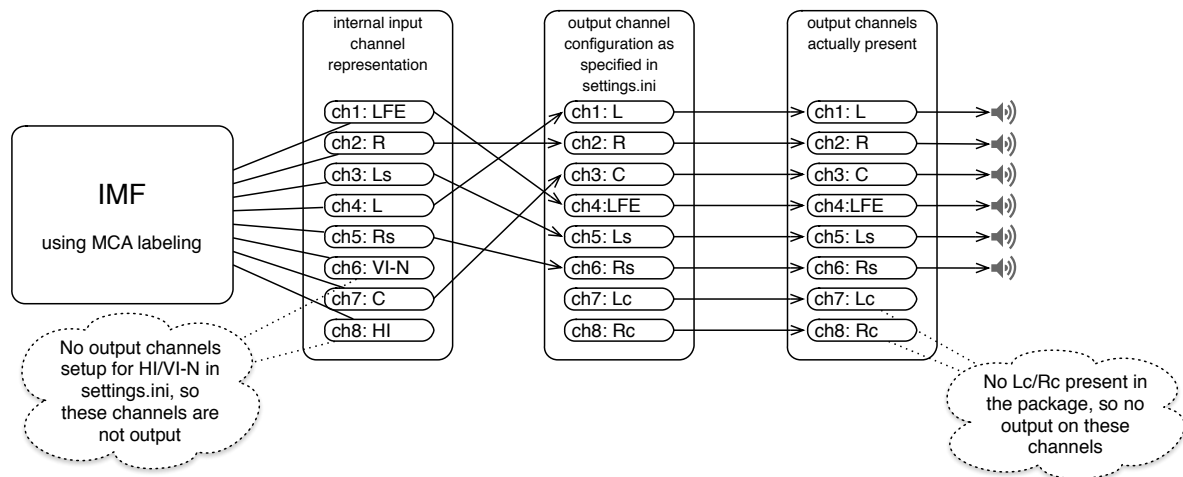 internal input
channel
representation
output channel
configuration as
specified in
settings.ini
output channels
actually present
IMF
using MCA labeling
ch1: LFE
ch2: R
ch3: Ls
ch4: L
ch5: Rs
ch6: VI-N
ch7: C
ch8: HI
ch1: L
ch2: R
ch3: C
ch4:LFE
ch5: Ls
ch6: Rs
ch7: Lc
ch8: Rc
ch1: L
ch2: R
ch3: C
ch4:LFE
ch5: Ls
ch6: Rs
ch7: Lc
ch8: Rc
No output channels
setup for HI/VI-N in
settings.ini, so
these channels are
not output
No Lc/Rc present in
the package, so no
output on these
channels